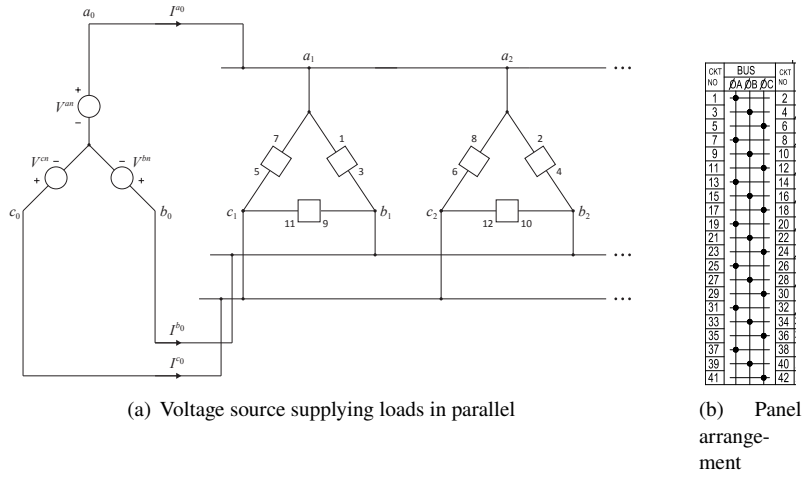 a0
I^a0
V^an
+
−
V^cn − − V^bn
+ +
c0 b0
I^b0
I^c0
a1 a2
7 1 8 2
5 3 6 4
c1 b1 c2 b2
11 9 12 10
...
...
...
(a) Voltage source supplying loads in parallel
CKT NO BUS CKT NO
ØA ØB ØC
1 2
3 4
5 6
7 8
9 10
11 12
13 14
15 16
17 18
19 20
21 22
23 24
25 26
27 28
29 30
31 32
33 34
35 36
37 38
39 40
41 42
(b) Panel
arrange-
ment